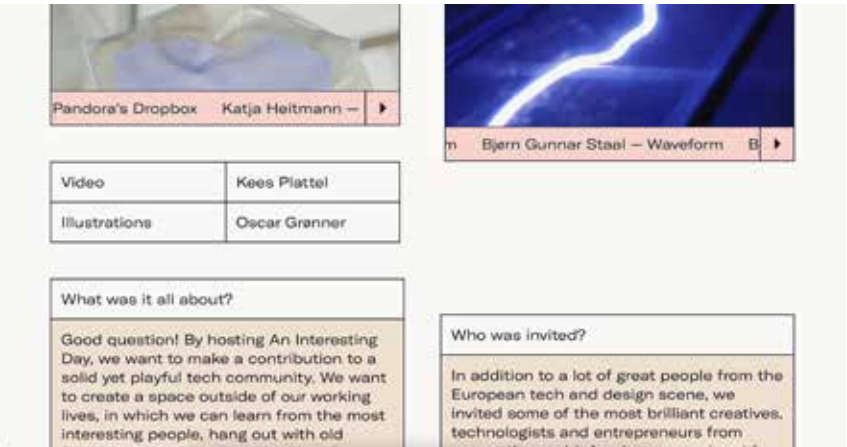 Pandora's Dropbox Katja Heitmann –
m Bjørn Gunnar Staal – Waveform B
Video Kees Plattel
Illustrations Oscar Grønner
What was it all about?
Good question! By hosting An Interesting
Day, we want to make a contribution to a
solid yet playful tech community. We want
to create a space outside of our working
lives, in which we can learn from the most
interesting people, hang out with old
Who was invited?
In addition to a lot of great people from the
European tech and design scene, we
invited some of the most brilliant creatives,
technologists and entrepreneurs from